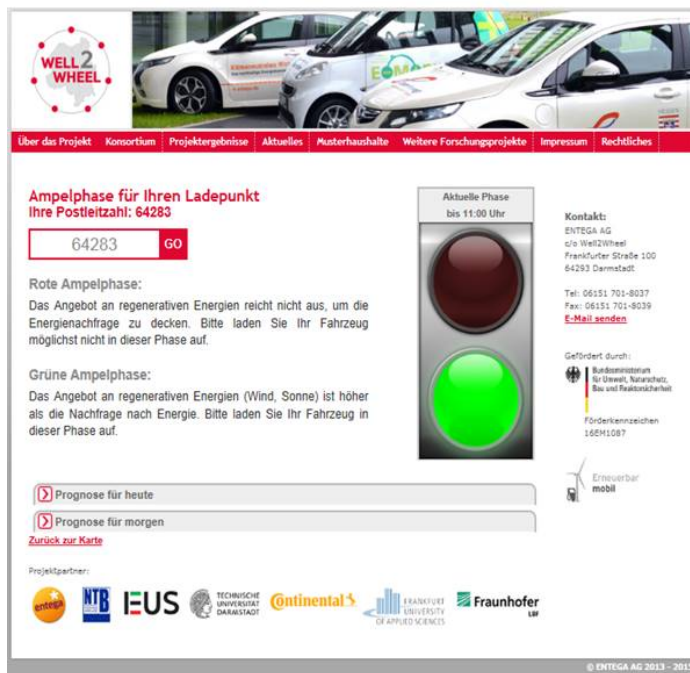 WELL 2 WHEEL
Über das Projekt Konsortium Projektergebnisse Aktuelles Musterhaushalte Weitere Forschungsprojekte Impressum Rechtliches
Ampelphase für Ihren Ladepunkt
Ihre Postleitzahl: 64283
64283 GO
Rote Ampelphase:
Das Angebot an regenerativen Energien reicht nicht aus, um die
Energienachfrage zu decken. Bitte laden Sie Ihr Fahrzeug
möglichst nicht in dieser Phase auf.
Grüne Ampelphase:
Das Angebot an regenerativen Energien (Wind, Sonne) ist höher
als die Nachfrage nach Energie. Bitte laden Sie Ihr Fahrzeug in
dieser Phase auf.
Aktuelle Phase
bis 11:00 Uhr
Kontakt:
ENTEGA AG
c/o Well2Wheel
Frankfurter Straße 100
64293 Darmstadt
Tel: 06151 701-8037
Fax: 06151 701-8039
E-Mail senden
Gefördert durch:
Bundesministerium
für Umwelt, Naturschutz,
Bau und Reaktorsicherheit
Förderkennzeichen
16EM1087
Erneuerbar
mobil
Prognose für heute
Prognose für morgen
Zurück zur Karte
Projektpartner:
entega
NTB
IEUS
TECHNISCHE
UNIVERSITÄT
DARMSTADT
Continental
FRANKFURT
UNIVERSITY
OF APPLIED SCIENCES
Fraunhofer
LBF
© ENTEGA AG 2013 - 2015